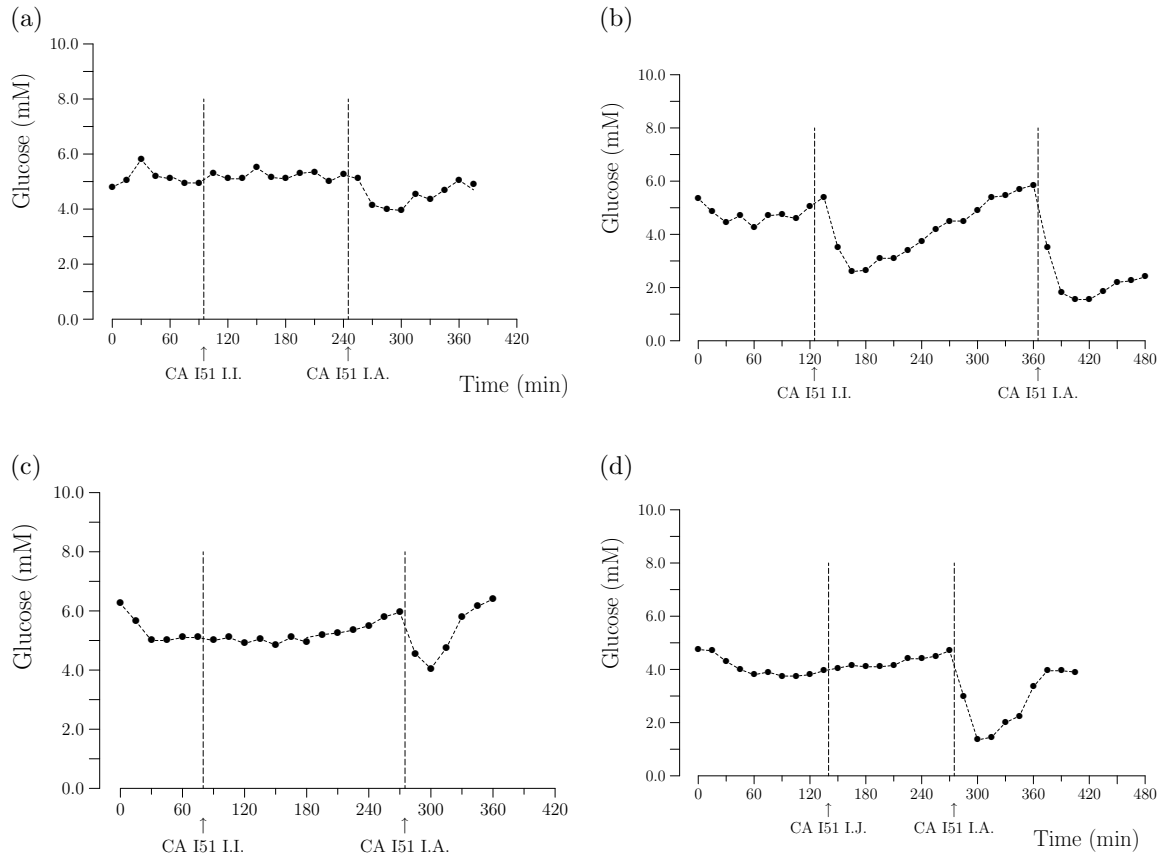 (a)
10.0
8.0
6.0
4.0
2.0
0.0
Glucose (mM)
0 60 120 180 240 300 360 420
↑ ↑
CA I51 I.I. CA I51 I.A.
Time (min)
(b)
10.0
8.0
6.0
4.0
2.0
0.0
Glucose (mM)
0 60 120 180 240 300 360 420 480
↑ ↑
CA I51 I.I. CA I51 I.A.
(c)
10.0
8.0
6.0
4.0
2.0
0.0
Glucose (mM)
0 60 120 180 240 300 360 420
↑ ↑
CA I51 I.I. CA I51 I.A.
(d)
10.0
8.0
6.0
4.0
2.0
0.0
Glucose (mM)
0 60 120 180 240 300 360 420 480
↑ ↑
CA I51 I.J. CA I51 I.A.
Time (min)